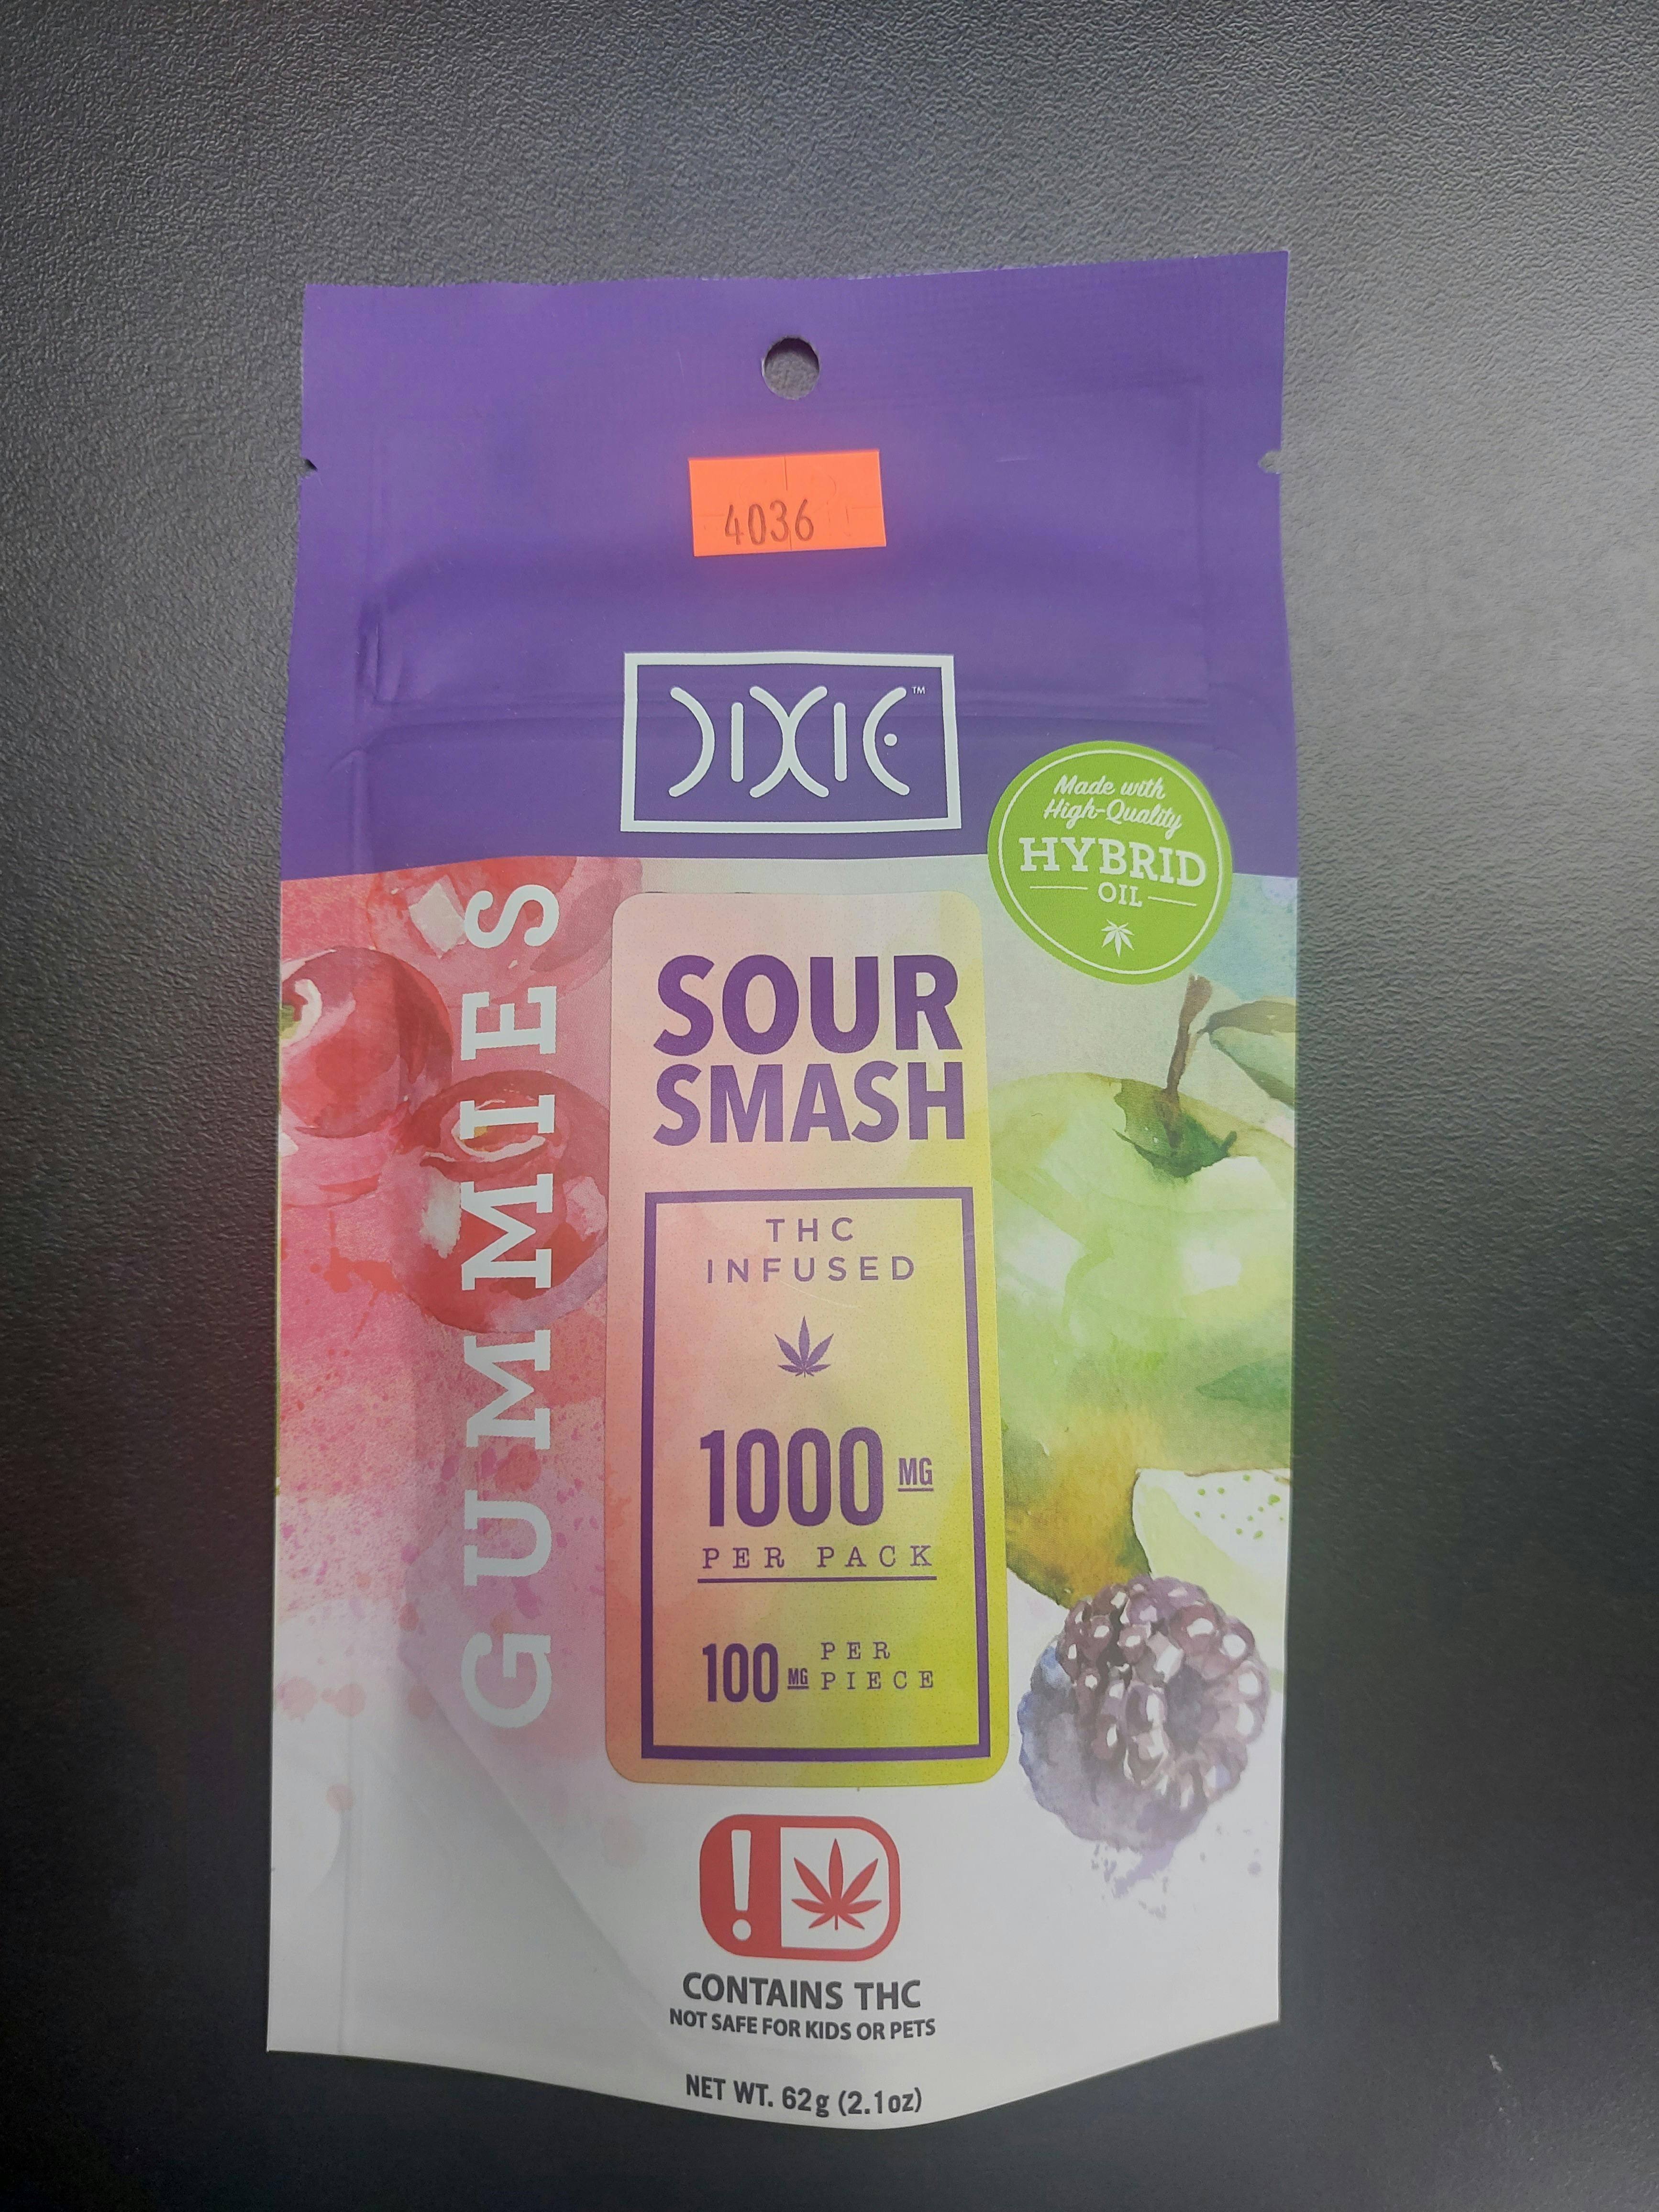 4036
DIXIE™
Made with
High-Quality
HYBRID
OIL
GUMMIES
SOUR
SMASH
THC
INFUSED
1000 MG
PER PACK
100 MG PER
PIECE
!
CONTAINS THC
NOT SAFE FOR KIDS OR PETS
NET WT. 62g (2.1oz)